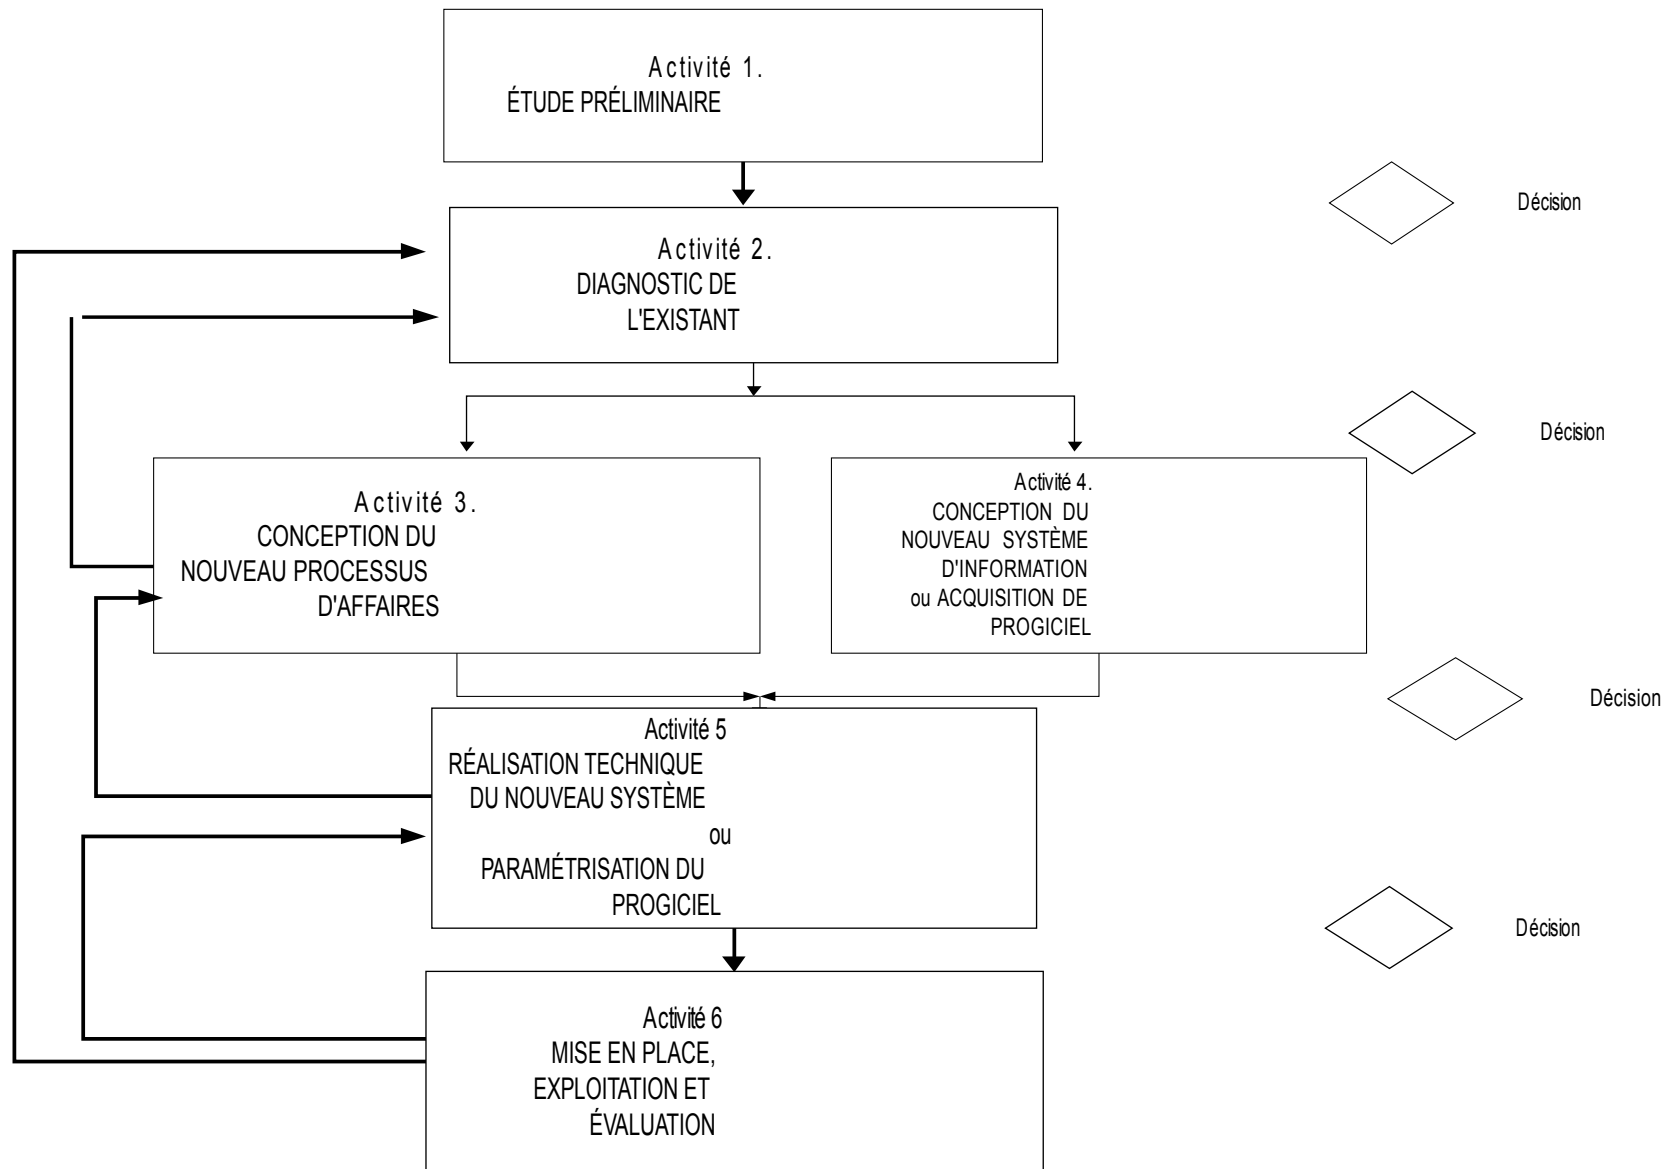 Activité 1.
ÉTUDE PRÉLIMINAIRE
Décision
Activité 2.
DIAGNOSTIC DE
L'EXISTANT
Décision
Activité 3.
CONCEPTION DU
NOUVEAU PROCESSUS
D'AFFAIRES
Activité 4.
CONCEPTION DU
NOUVEAU SYSTÈME
D'INFORMATION
ou ACQUISITION DE
PROGICIEL
Décision
Activité 5
RÉALISATION TECHNIQUE
DU NOUVEAU SYSTÈME
ou
PARAMÉTRISATION DU
PROGICIEL
Décision
Activité 6
MISE EN PLACE,
EXPLOITATION ET
ÉVALUATION